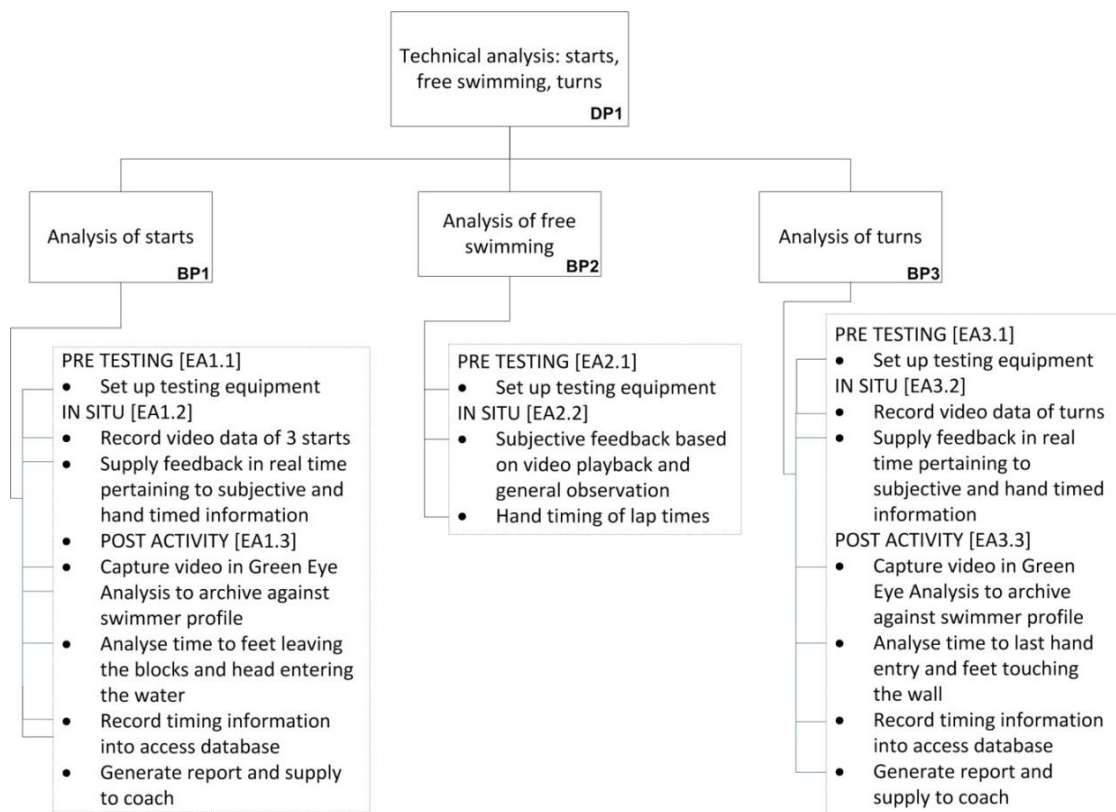 Technical analysis: starts,
free swimming, turns
DP1
Analysis of starts
BP1
Analysis of free
swimming
BP2
Analysis of turns
BP3
PRE TESTING [EA1.1]
• Set up testing equipment
IN SITU [EA1.2]
• Record video data of 3 starts
• Supply feedback in real time
pertaining to subjective and
hand timed information
• POST ACTIVITY [EA1.3]
• Capture video in Green Eye
Analysis to archive against
swimmer profile
• Analyse time to feet leaving
the blocks and head entering
the water
• Record timing information
into access database
• Generate report and supply
to coach
PRE TESTING [EA2.1]
• Set up testing equipment
IN SITU [EA2.2]
• Subjective feedback based
on video playback and
general observation
• Hand timing of lap times
PRE TESTING [EA3.1]
• Set up testing equipment
IN SITU [EA3.2]
• Record video data of turns
• Supply feedback in real
time pertaining to
subjective and hand timed
information
POST ACTIVITY [EA3.3]
• Capture video in Green
Eye Analysis to archive
against swimmer profile
• Analyse time to last hand
entry and feet touching
the wall
• Record timing information
into access database
• Generate report and
supply to coach